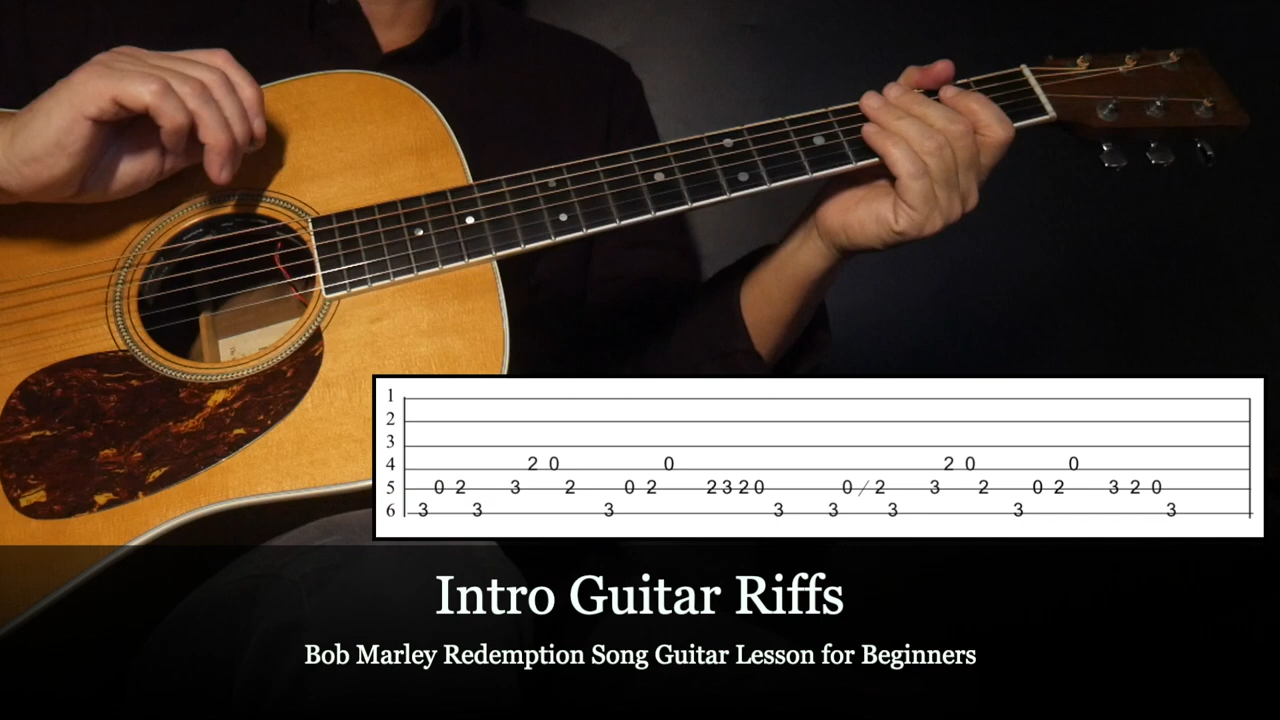 1
2
3
4 2 0 0 2 0 0
5 0 2 3 2 0 2 2 3 2 0 0 / 2 3 2 0 2 3 2 0
6 3 3 3 3 3 3 3 3
Intro Guitar Riffs
Bob Marley Redemption Song Guitar Lesson for Beginners